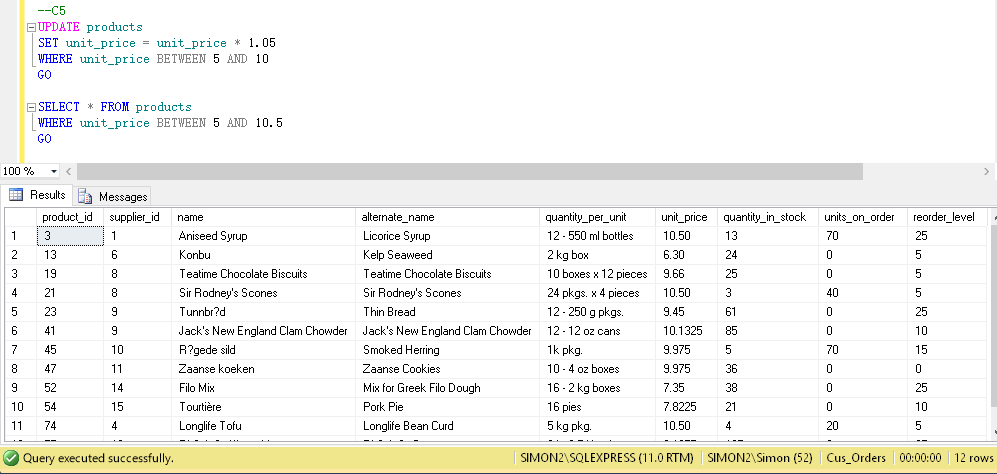 --C5
UPDATE products
SET unit_price = unit_price * 1.05
WHERE unit_price BETWEEN 5 AND 10
GO
SELECT * FROM products
WHERE unit_price BETWEEN 5 AND 10.5
GO
100 %
Results Messages
product_id supplier_id name alternate_name quantity_per_unit unit_price quantity_in_stock units_on_order reorder_level
1 3 1 Aniseed Syrup Licorice Syrup 12 - 550 ml bottles 10.50 13 70 25
2 13 6 Konbu Kelp Seaweed 2 kg box 6.30 24 0 5
3 19 8 Teatime Chocolate Biscuits Teatime Chocolate Biscuits 10 boxes x 12 pieces 9.66 25 0 5
4 21 8 Sir Rodney's Scones Sir Rodney's Scones 24 pkgs. x 4 pieces 10.50 3 40 5
5 23 9 Tunnbr?d Thin Bread 12 - 250 g pkgs. 9.45 61 0 25
6 41 9 Jack's New England Clam Chowder Jack's New England Clam Chowder 12 - 12 oz cans 10.1325 85 0 10
7 45 10 R?gede sild Smoked Herring 1k pkg. 9.975 5 70 15
8 47 11 Zaanse koeken Zaanse Cookies 10 - 4 oz boxes 9.975 36 0 0
9 52 14 Filo Mix Mix for Greek Filo Dough 16 - 2 kg boxes 7.35 38 0 25
10 54 15 Tourtière Pork Pie 16 pies 7.8225 21 0 10
11 74 4 Longlife Tofu Longlife Bean Curd 5 kg pkg. 10.50 4 20 5
Query executed successfully. SIMON2\SQLEXPRESS (11.0 RTM) SIMON2\Simon (52) Cus_Orders 00:00:00 12 rows